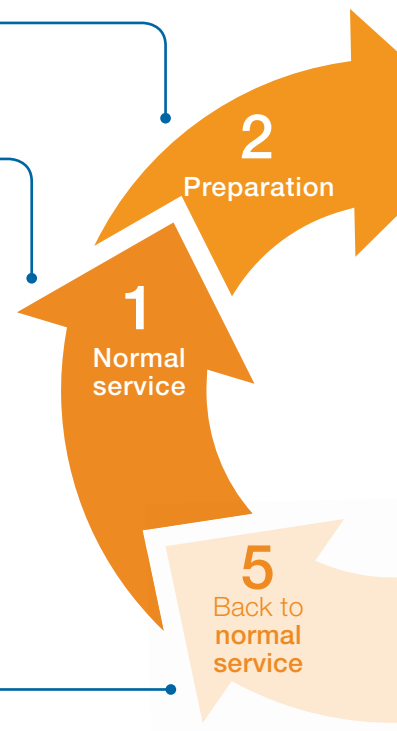 2
Preparation
1
Normal
service
5
Back to
normal
service